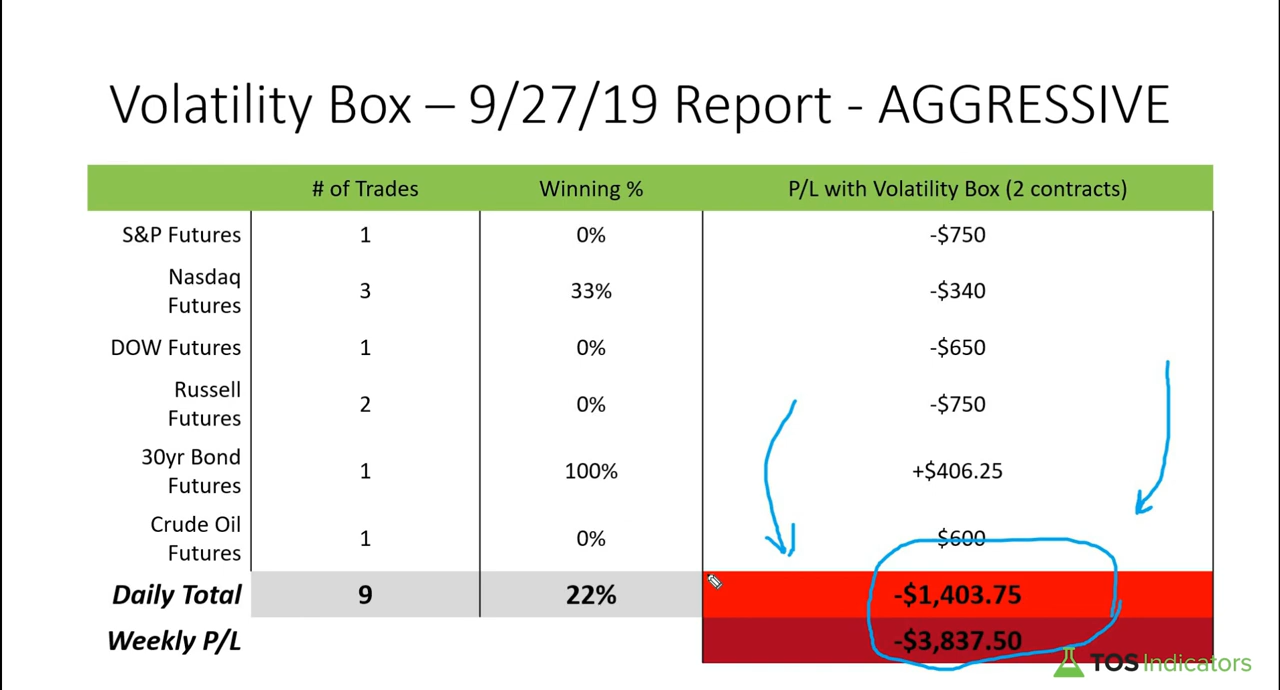 Volatility Box – 9/27/19 Report - AGGRESSIVE
# of Trades Winning % P/L with Volatility Box (2 contracts)
S&P Futures 1 0% -$750
Nasdaq
Futures 3 33% -$340
DOW Futures 1 0% -$650
Russell
Futures 2 0% -$750
30yr Bond
Futures 1 100% +$406.25
Crude Oil
Futures 1 0% $600
Daily Total 9 22% -$1,403.75
Weekly P/L -$3,837.50
TOS Indicators